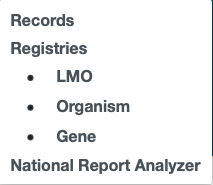 Records
Registries
• LMO
• Organism
• Gene
National Report Analyzer